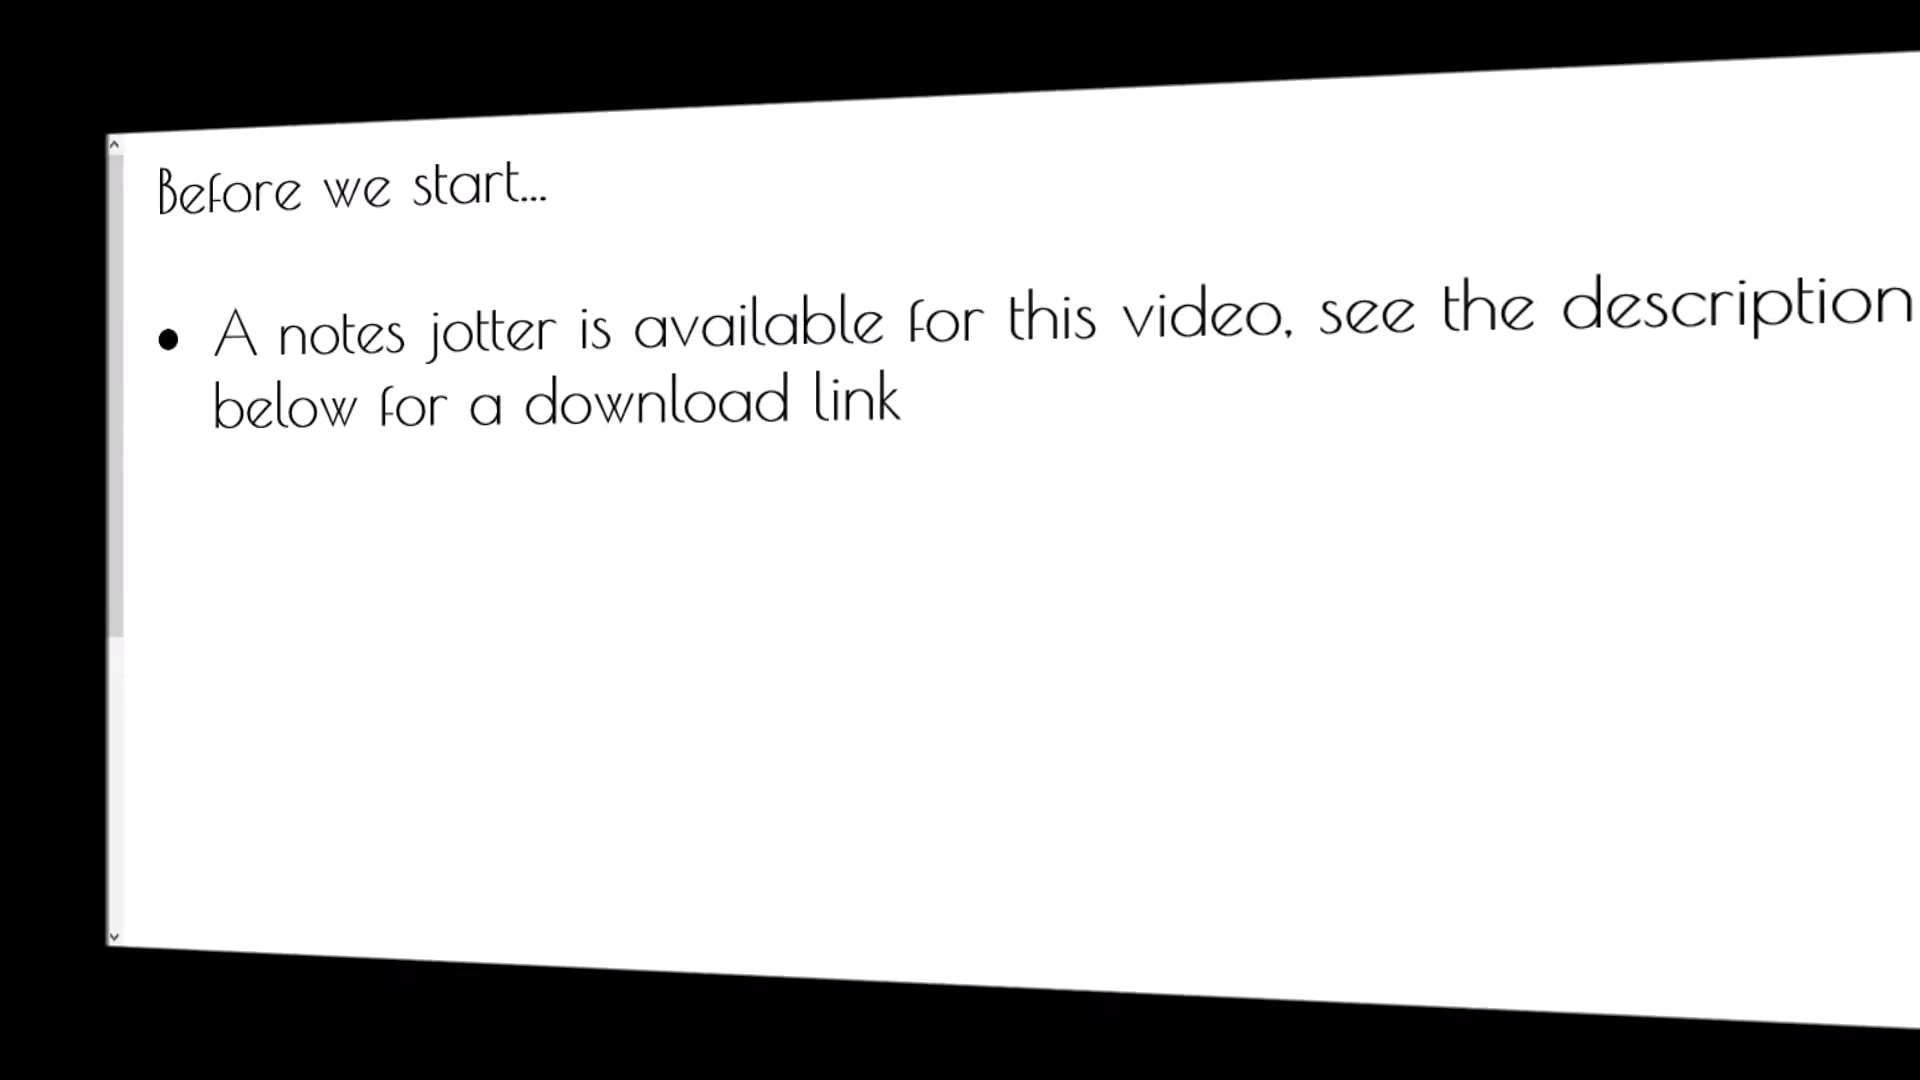 Before we start...
• A notes jotter is available for this video, see the description
below for a download link